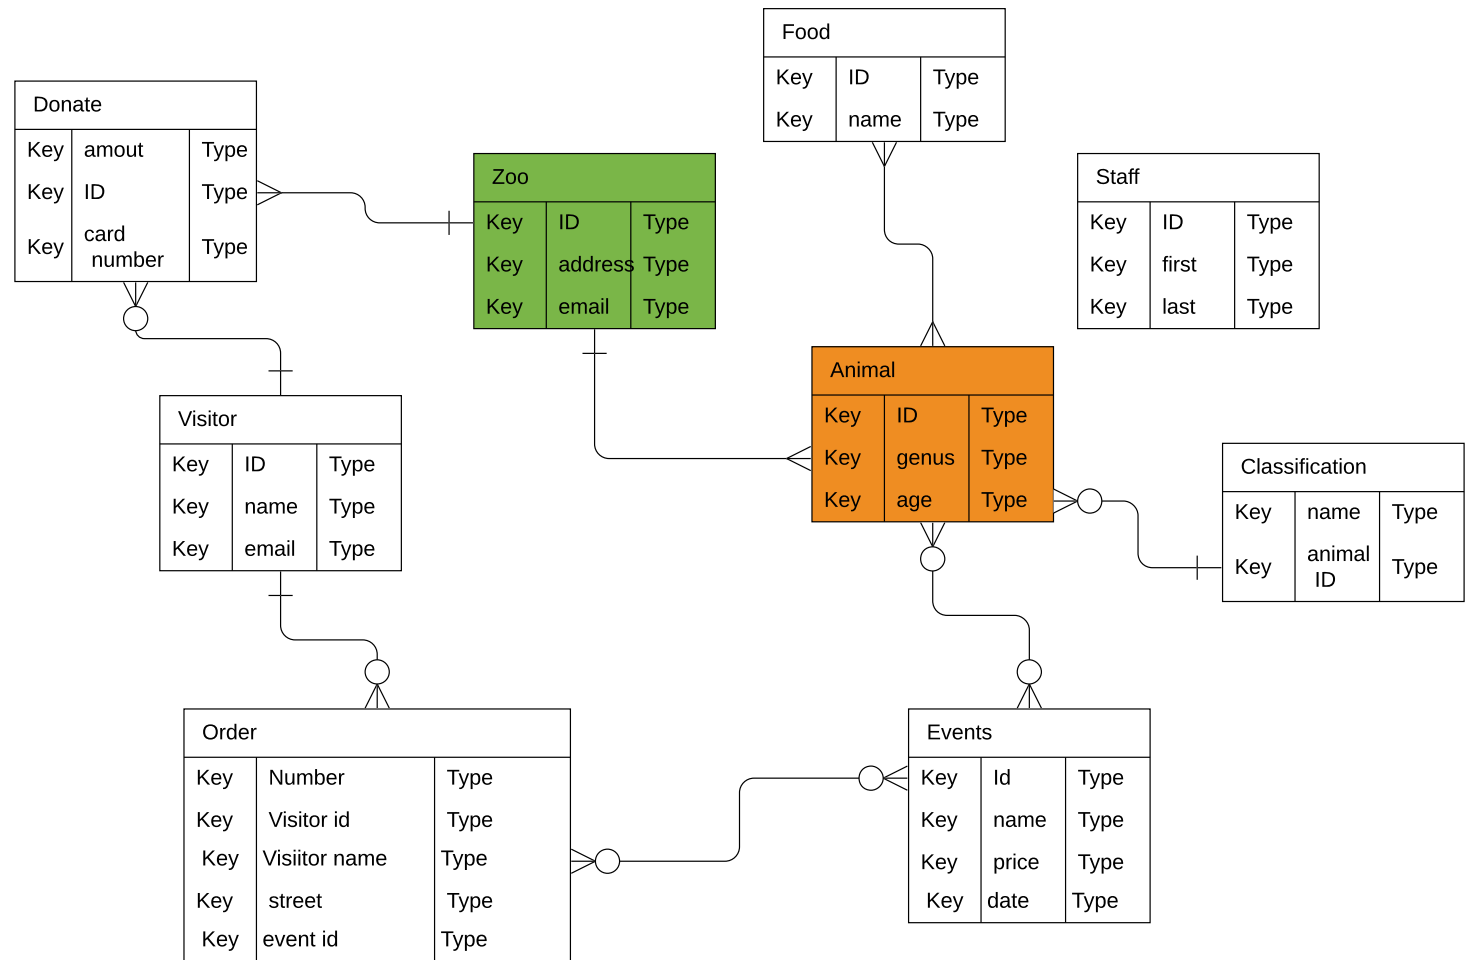 Food
Key ID Type
Key name Type
Donate
Key amout Type
Key ID Type
Key card
number Type
Zoo
Key ID Type
Key address Type
Key email Type
Staff
Key ID Type
Key first Type
Key last Type
Animal
Key ID Type
Key genus Type
Key age Type
Visitor
Key ID Type
Key name Type
Key email Type
Classification
Key name Type
Key animal
ID Type
Order
Key Number Type
Key Visitor id Type
Key Visiitor name Type
Key street Type
Key event id Type
Events
Key Id Type
Key name Type
Key price Type
Key date Type